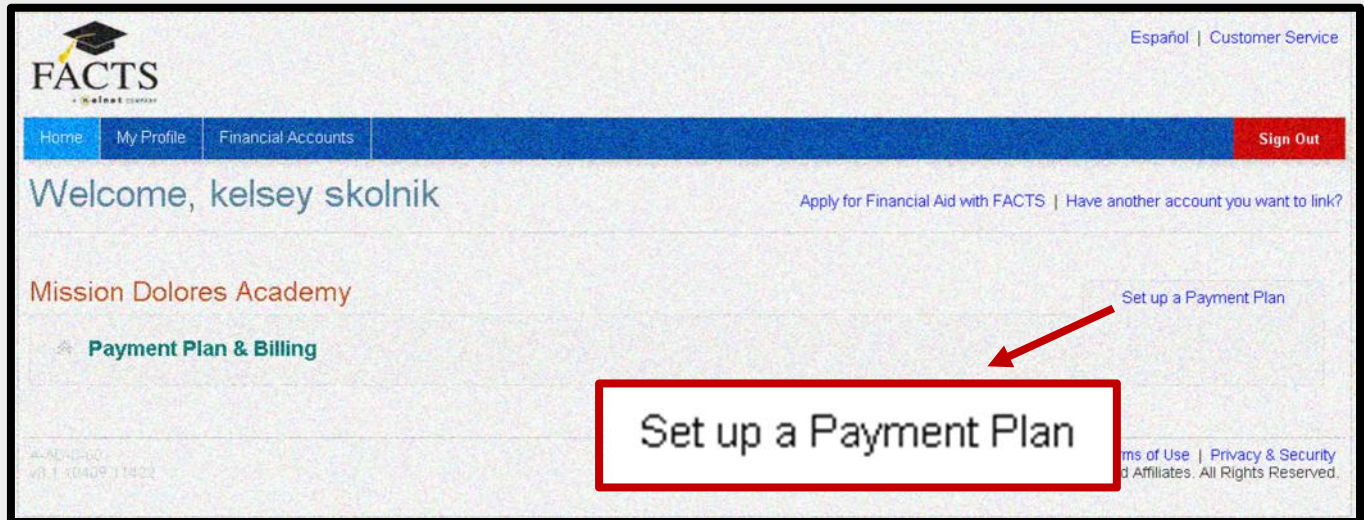 FACTS
a nelnet COMPANY
Español | Customer Service
Home My Profile Financial Accounts Sign Out
Welcome, kelsey skolnik
Apply for Financial Aid with FACTS | Have another account you want to link?
Mission Dolores Academy
Set up a Payment Plan
Payment Plan & Billing
Set up a Payment Plan
of Use | Privacy & Security
Affiliates. All Rights Reserved.